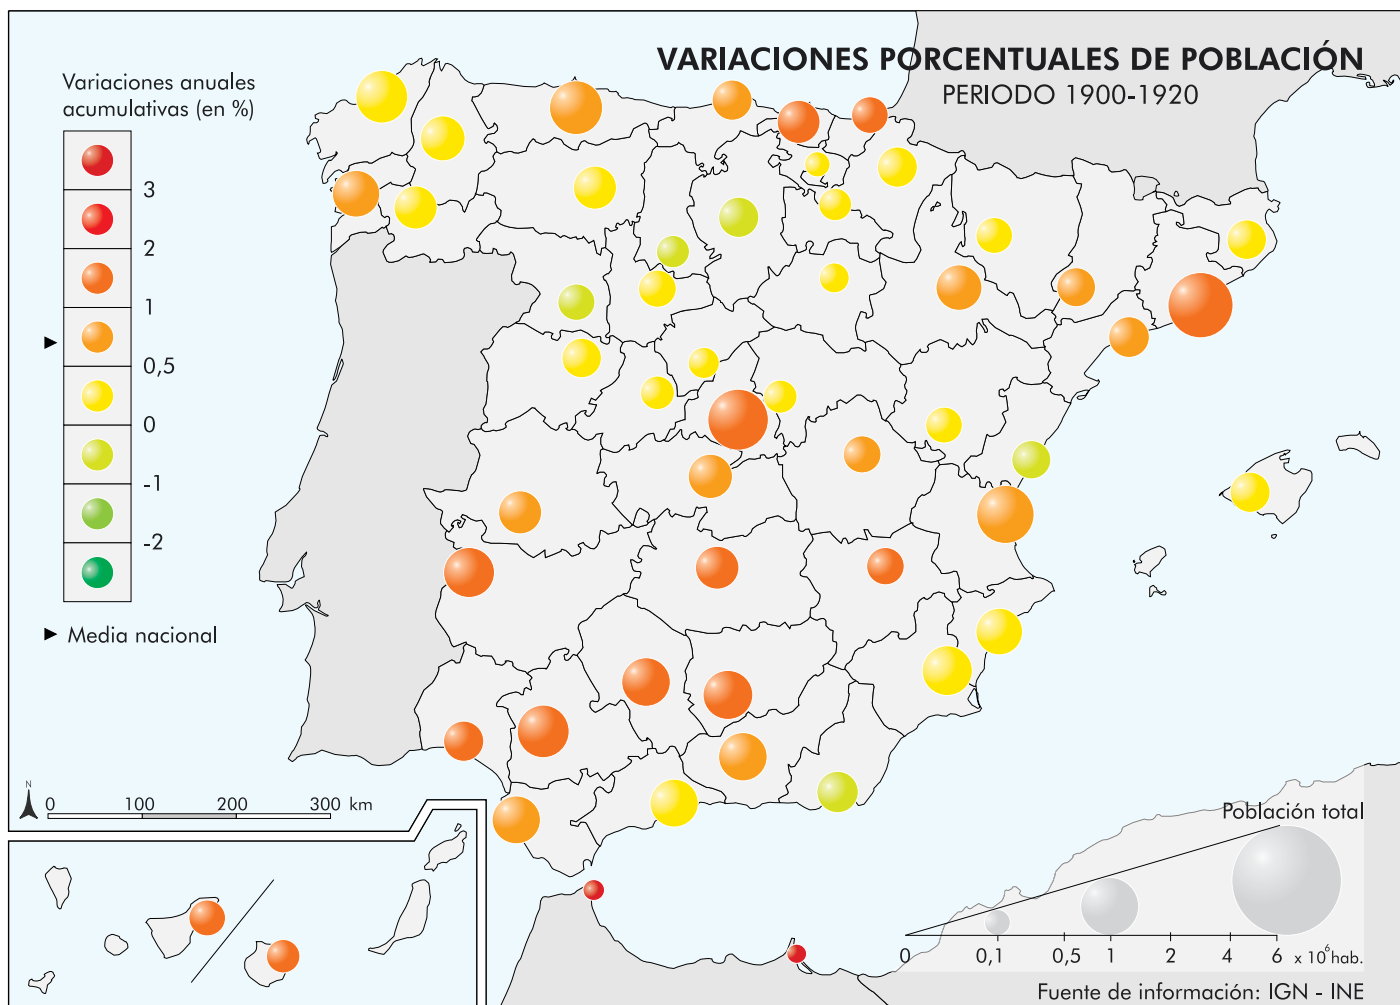 VARIACIONES PORCENTUALES DE POBLACIÓN
PERIODO 1900-1920
Variaciones anuales
acumulativas (en %)
3
2
1
0,5
0
-1
-2
► Media nacional
N
0 100 200 300 km
Población total
0 0,1 0,5 1 2 4 6 x 10⁶ hab.
Fuente de información: IGN - INE